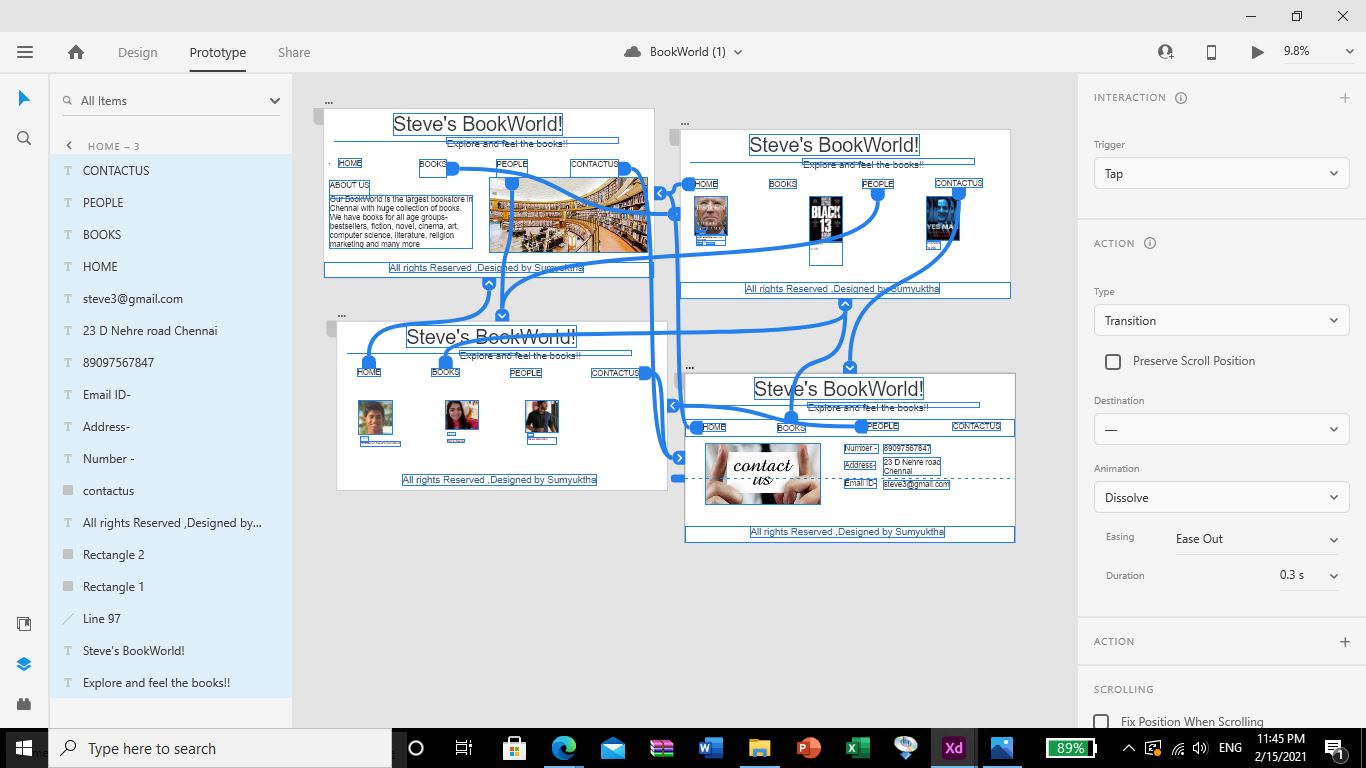 Design
Prototype
Share
BookWorld (1)
9.8%
All Items
HOME – 3
CONTACTUS
PEOPLE
BOOKS
HOME
steve3@gmail.com
23 D Nehre road Chennai
89097567847
Email ID-
Address-
Number -
contactus
All rights Reserved ,Designed by...
Rectangle 2
Rectangle 1
Line 97
Steve's BookWorld!
Explore and feel the books!!
...
Steve's BookWorld!
Explore and feel the books!!
HOME BOOKS PEOPLE CONTACTUS
ABOUT US
Our BookWorld is the largest bookstore in
Chennai with huge collection of books.
We have books for all age groups-
bestsellers, fiction, novel, cinema, art,
computer science, literature, religion
marketing and many more
All rights Reserved ,Designed by Sumyuktha
...
Steve's BookWorld!
Explore and feel the books!!
HOME BOOKS PEOPLE CONTACTUS
BLACK
13
YES MA
All rights Reserved ,Designed by Sumyuktha
...
Steve's BookWorld!
Explore and feel the books!!
HOME BOOKS PEOPLE CONTACTUS
All rights Reserved ,Designed by Sumyuktha
...
Steve's BookWorld!
Explore and feel the books!!
HOME BOOKS PEOPLE CONTACTUS
contact
us
Number - 89097567847
Address- 23 D Nehre road
Chennai
Email ID- steve3@gmail.com
All rights Reserved ,Designed by Sumyuktha
INTERACTION
Trigger
Tap
ACTION
Type
Transition
Preserve Scroll Position
Destination
—
Animation
Dissolve
Easing Ease Out
Duration 0.3 s
ACTION
SCROLLING
Fix Position When Scrolling
Type here to search
Xd
89%
ENG
11:45 PM
2/15/2021
1